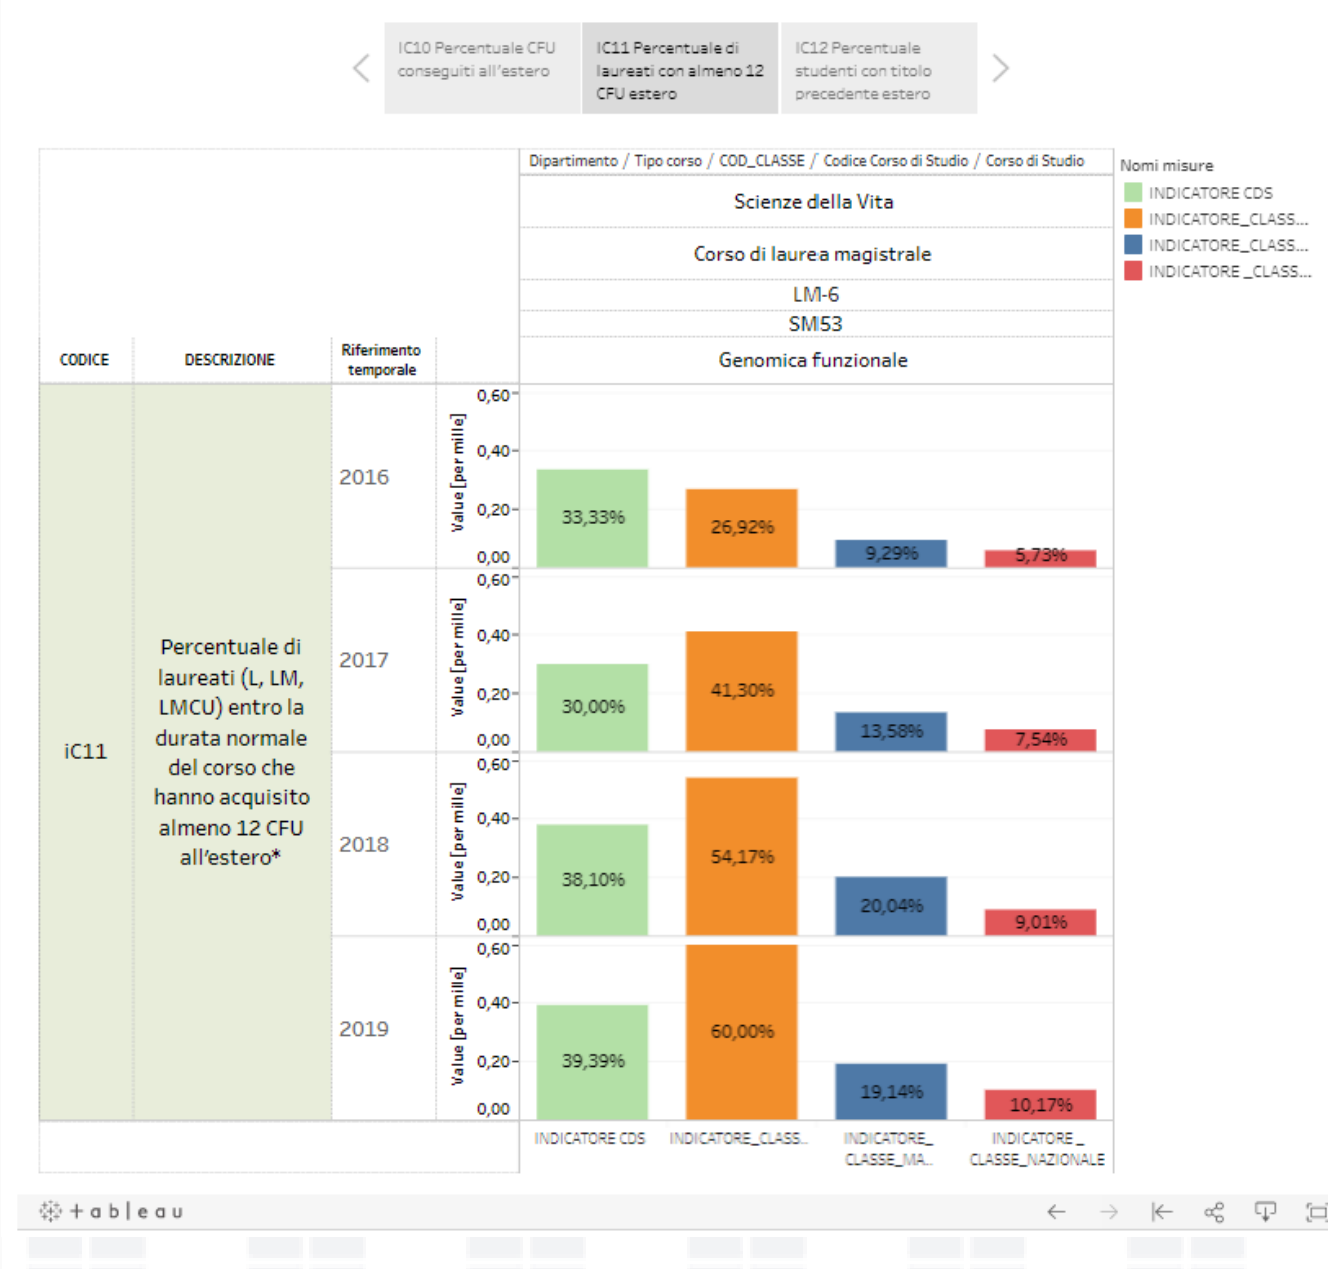 IC10 Percentuale CFU
conseguiti all'estero
IC11 Percentuale di
laureati con almeno 12
CFU estero
IC12 Percentuale
studenti con titolo
precedente estero
Dipartimento / Tipo corso / COD_CLASSE / Codice Corso di Studio / Corso di Studio
Scienze della Vita
Corso di laurea magistrale
LM-6
SMI53
Genomica funzionale
Nomi misure
INDICATORE CDS
INDICATORE_CLASS...
INDICATORE_CLASS...
INDICATORE _CLASS...
CODICE
DESCRIZIONE
Riferimento
temporale
iC11
Percentuale di
laureati (L, LM,
LMCU) entro la
durata normale
del corso che
hanno acquisito
almeno 12 CFU
all'estero*
2016
Value [per mille]
0,60
0,40
0,20
0,00
33,33%
26,92%
9,29%
5,73%
2017
Value [per mille]
0,60
0,40
0,20
0,00
30,00%
41,30%
13,58%
7,54%
2018
Value [per mille]
0,60
0,40
0,20
0,00
38,10%
54,17%
20,04%
9,01%
2019
Value [per mille]
0,60
0,40
0,20
0,00
39,39%
60,00%
19,14%
10,17%
INDICATORE CDS
INDICATORE_CLASS..
INDICATORE_
CLASSE_MA..
INDICATORE _
CLASSE_NAZIONALE
+ableau